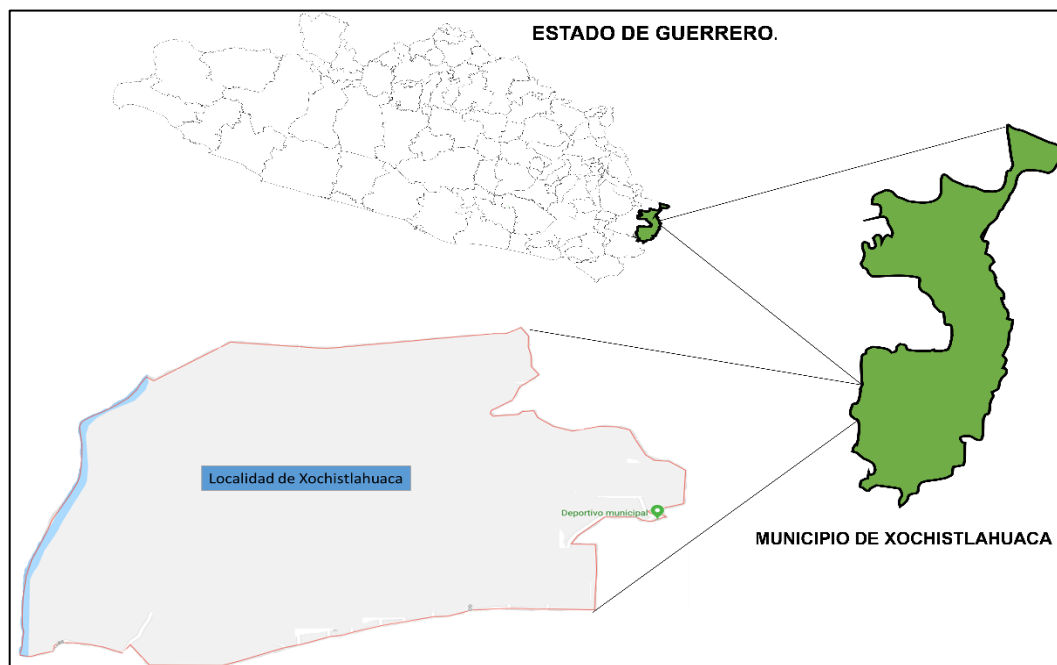 ESTADO DE GUERRERO.
Localidad de Xochistlahuaca
Deportivo municipal
MUNICIPIO DE XOCHISTLAHUACA